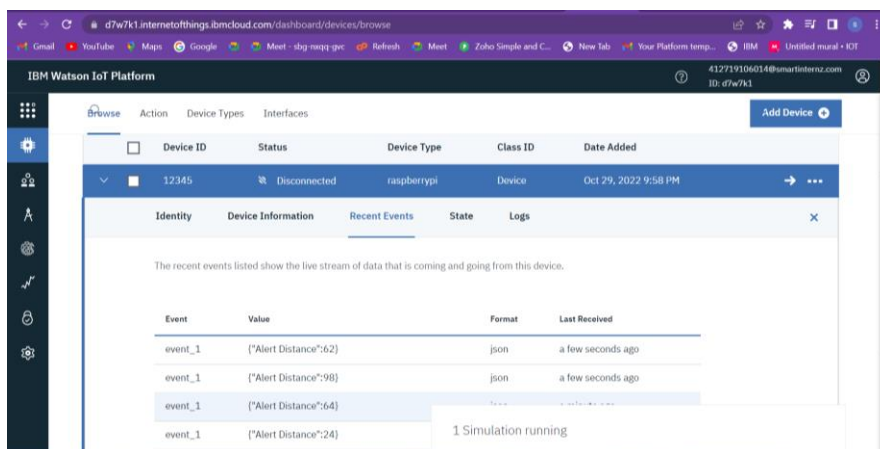 d7w7k1.internetofthings.ibmcloud.com/dashboard/devices/browse
Gmail YouTube Maps Google Meet - sbg-naqq-gvc Refresh Meet Zoho Simple and C... New Tab Your Platform temp... IBM Untitled mural • IOT
IBM Watson IoT Platform
412719106014@smartinternz.com
ID: d7w7k1
Browse Action Device Types Interfaces
Add Device
Device ID Status Device Type Class ID Date Added
12345 Disconnected raspberrypi Device Oct 29, 2022 9:58 PM
Identity Device Information Recent Events State Logs
The recent events listed show the live stream of data that is coming and going from this device.
Event Value Format Last Received
event_1 {"Alert Distance":62} json a few seconds ago
event_1 {"Alert Distance":98} json a few seconds ago
event_1 {"Alert Distance":64}
event_1 {"Alert Distance":24}
1 Simulation running